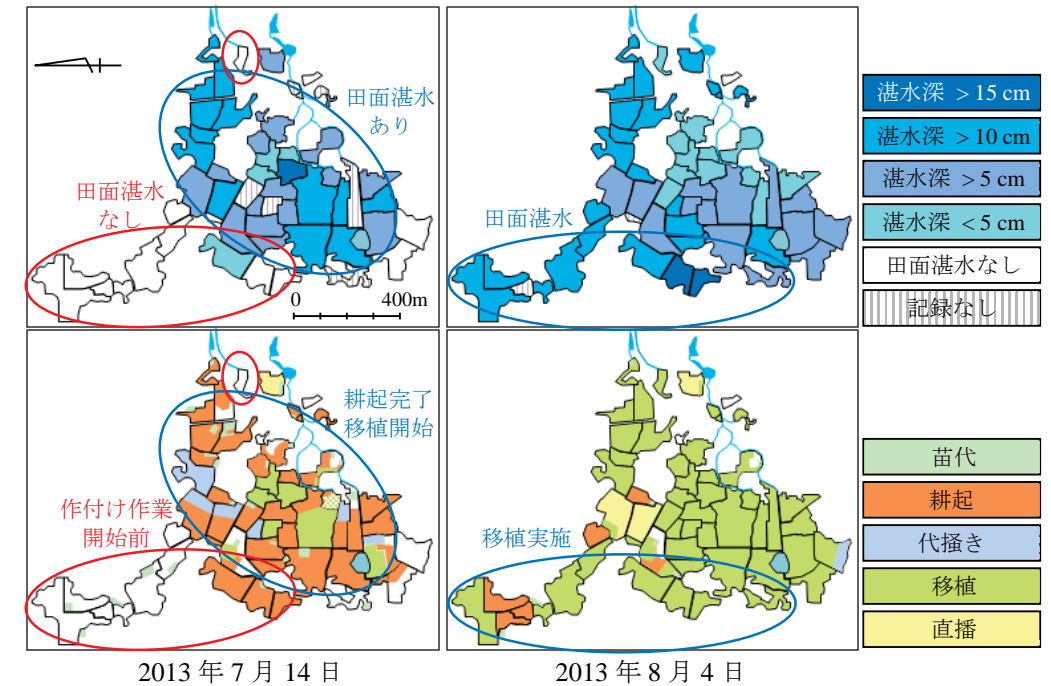 田面湛水
あり
田面湛水
なし
0
400m
田面湛水
湛水深 > 15 cm
湛水深 > 10 cm
湛水深 > 5 cm
湛水深 < 5 cm
田面湛水なし
記録なし
耕起完了
移植開始
作付け作業
開始前
移植実施
苗代
耕起
代掻き
移植
直播
2013 年 7 月 14 日
2013 年 8 月 4 日